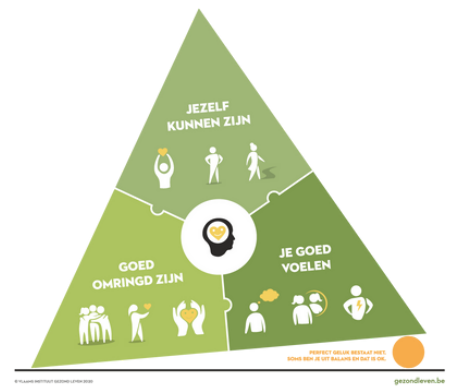 JEZELF
KUNNEN ZIJN
GOED
OMRINGD ZIJN
JE GOED
VOELEN
PERFECT GELUK BESTAAT NIET.
SOMS BEN JE UIT BALANS EN DAT IS OK.
© VLAAMS INSTITUUT GEZOND LEVEN 2020
gezondleven.be